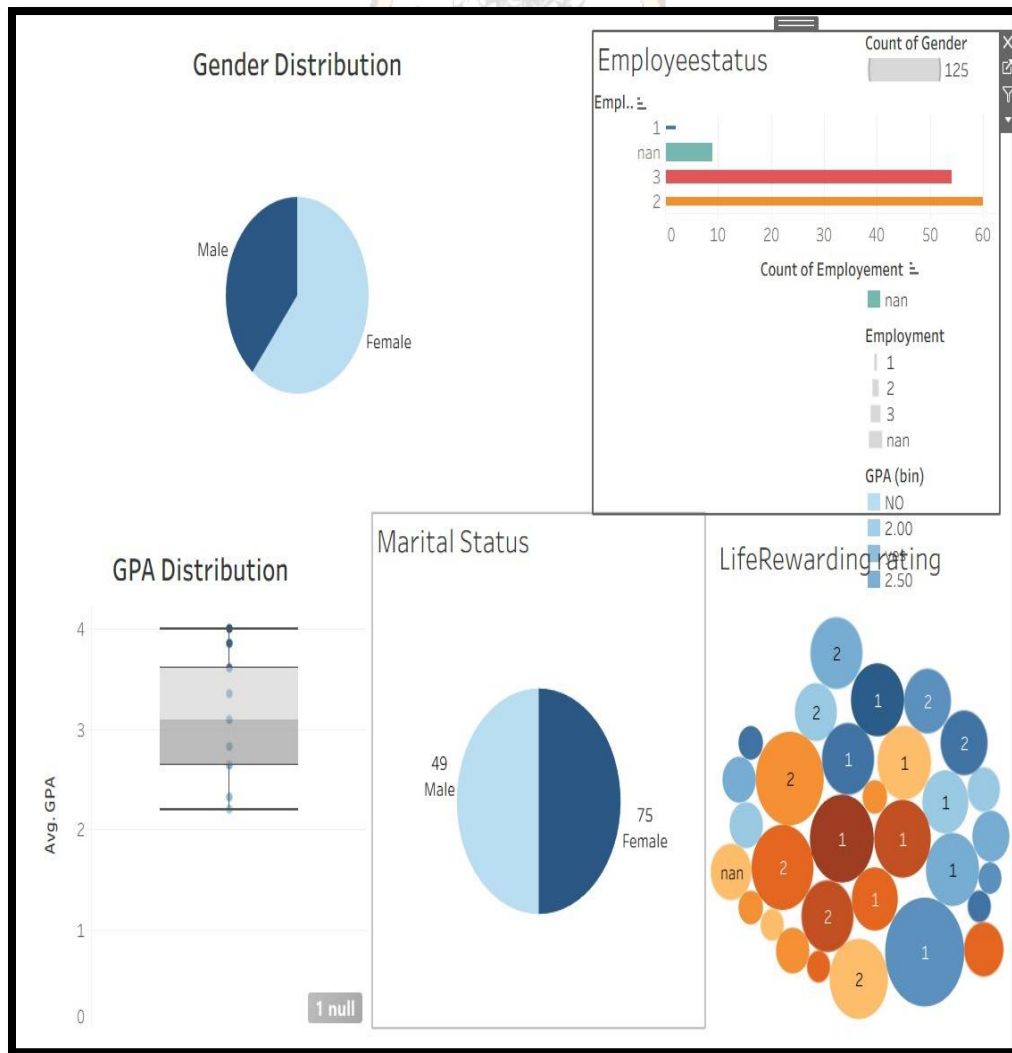 Gender Distribution
Male
Female
Employeestatus
Count of Gender
125
Empl..
1
nan
3
2
0 10 20 30 40 50 60
Count of Employement
nan
Employment
1
2
3
nan
GPA (bin)
NO
2.00
yes
2.50
GPA Distribution
4
3
2
1
0
Avg. GPA
1 null
Marital Status
49
Male
75
Female
LifeRewarding rating
2
1
2
2
1
1
2
2
1
1
1
nan
2
1
1
2
1
2